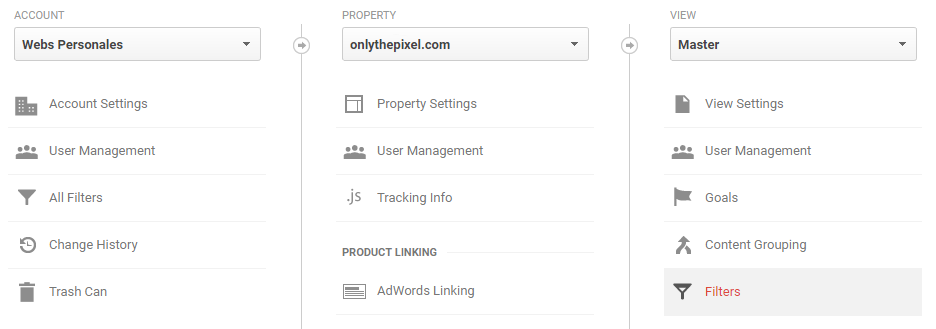 ACCOUNT
Webs Personales
Account Settings
User Management
All Filters
Change History
Trash Can
PROPERTY
onlythepixel.com
Property Settings
User Management
.js
Tracking Info
PRODUCT LINKING
AdWords Linking
VIEW
Master
View Settings
User Management
Goals
Content Grouping
Filters